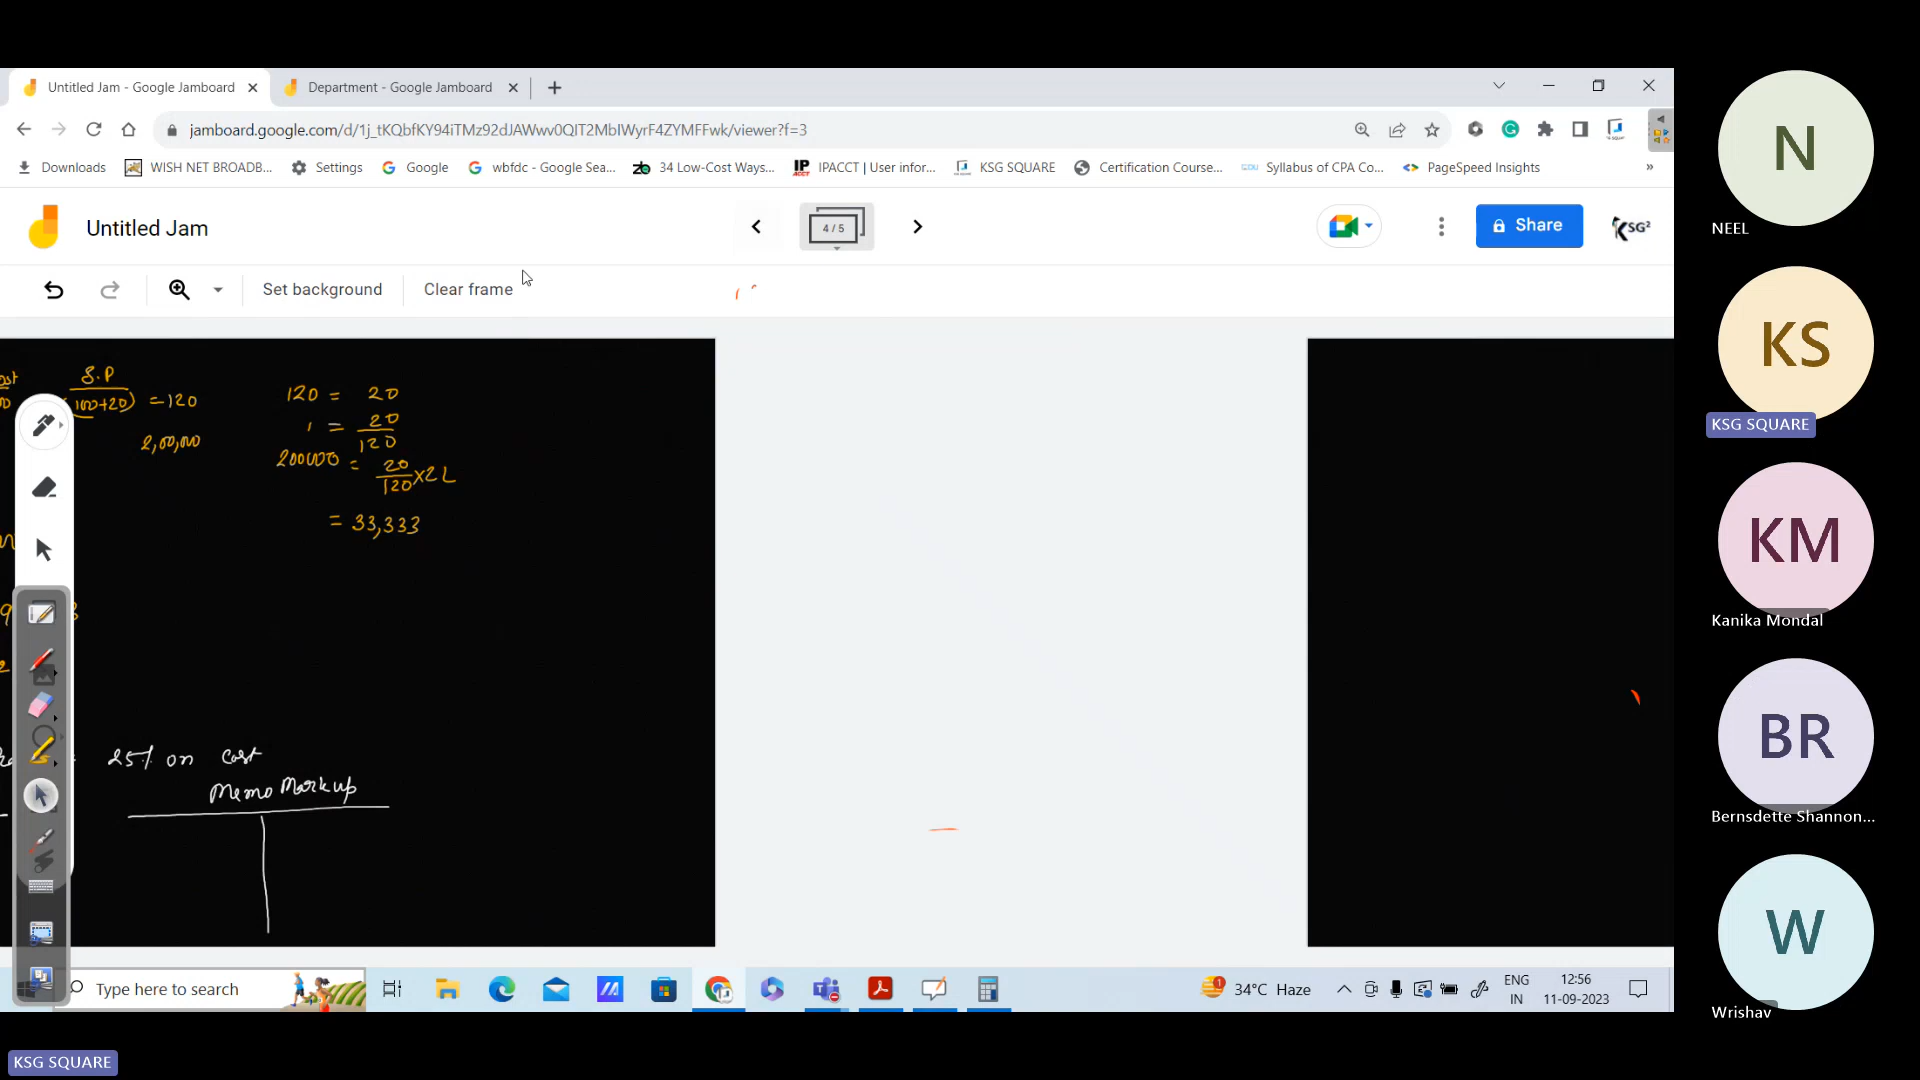 Untitled Jam - Google Jamboard
Department - Google Jamboard
jamboard.google.com/d/1j_tKQbfKY94iTMz92dJAWwv0QIT2MbIWyrF4ZYMFFwk/viewer?f=3
Downloads
WISH NET BROADB...
Settings
Google
wbfdc - Google Sea...
34 Low-Cost Ways...
IPACCT | User infor...
KSG SQUARE
Certification Course...
Syllabus of CPA Co...
PageSpeed Insights
»
Untitled Jam
4 / 5
Share
KSG²
Set background
Clear frame
S.P
(100+20) = 120
2,00,000
120 = 20
1 = 20/120
200000 = 20/120 x 2 L
= 33,333
= 25% on cost
Memo Markup
Type here to search
34°C Haze
ENG
IN
12:56
11-09-2023
N
NEEL
KS
KSG SQUARE
KM
Kanika Mondal
BR
Bernsdette Shannon...
W
Wrishav
KSG SQUARE